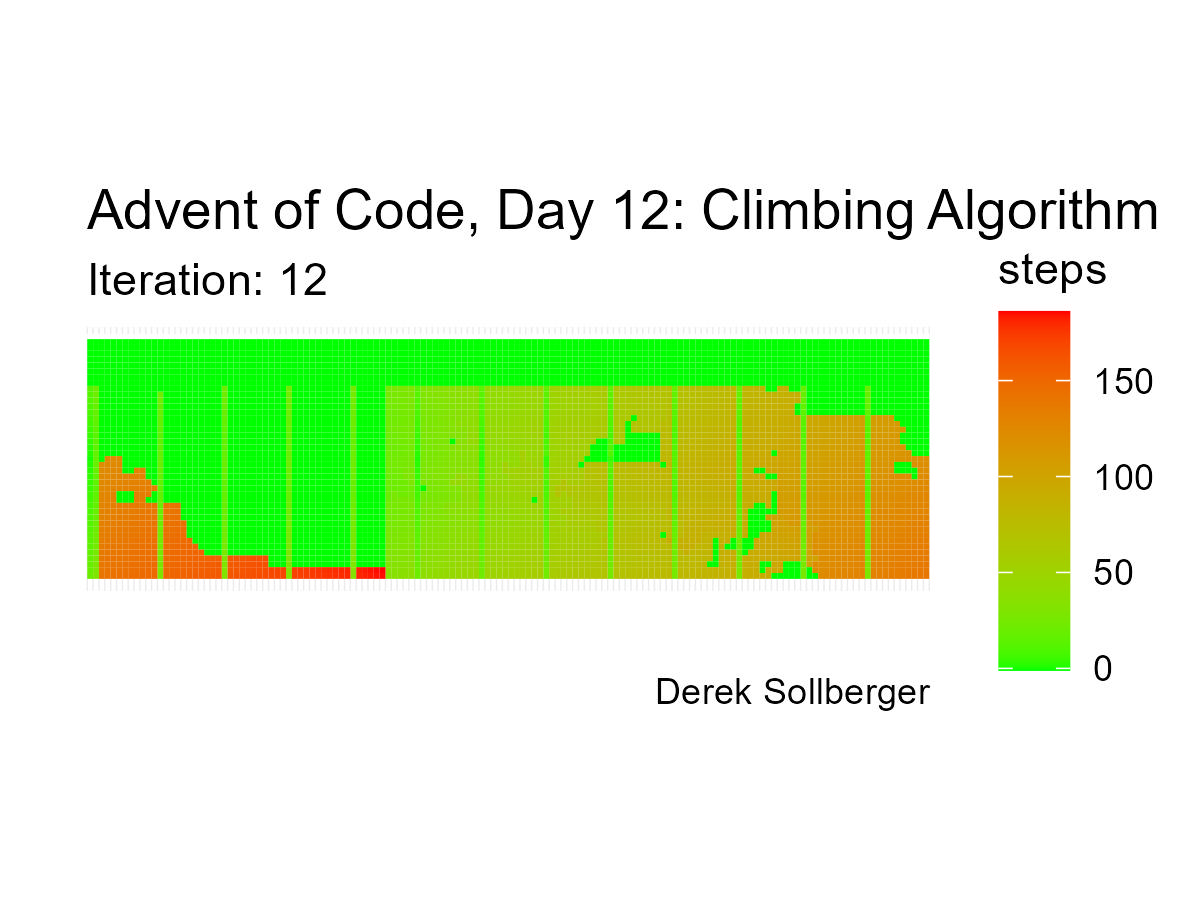 Advent of Code, Day 12: Climbing Algorithm
Iteration: 12
steps
150
100
50
0
Derek Sollberger